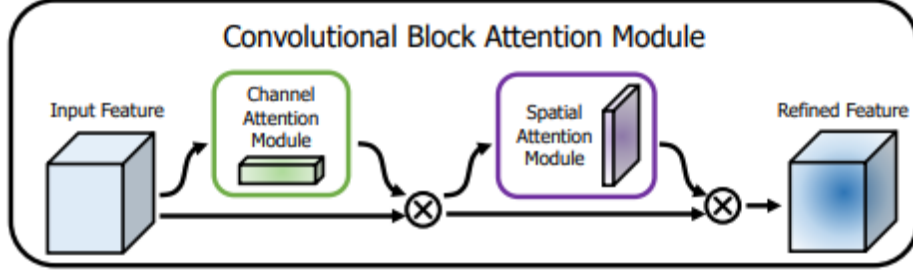 Convolutional Block Attention Module
Input Feature
Channel
Attention
Module
Spatial
Attention
Module
Refined Feature